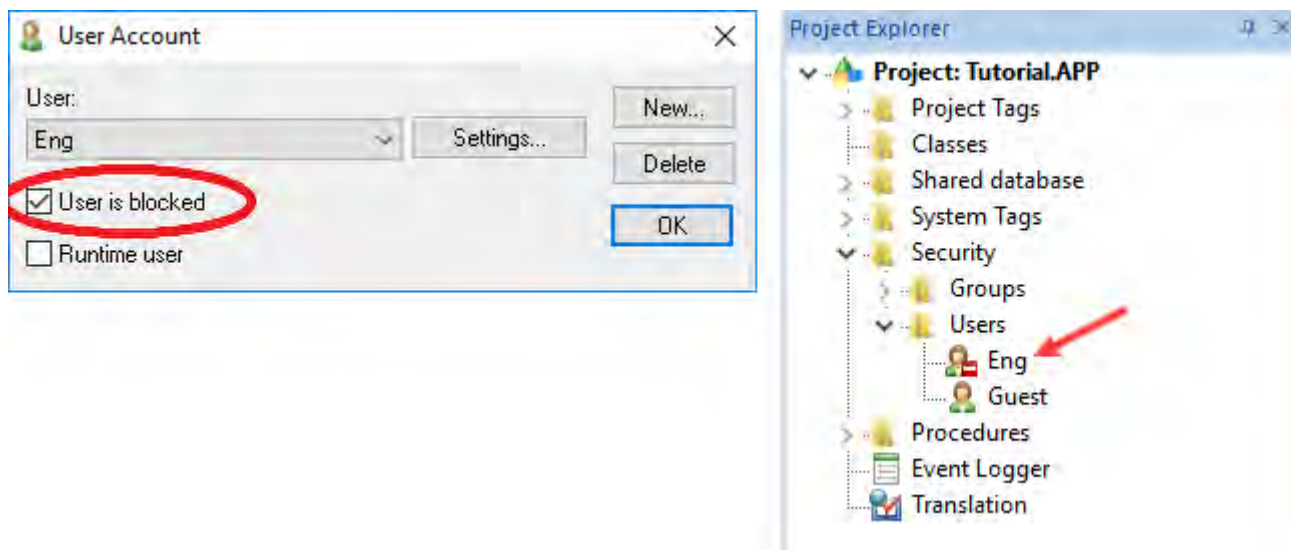 User Account
User:
Eng
Settings...
New...
Delete
OK
User is blocked
Runtime user
Project Explorer
Project: Tutorial.APP
Project Tags
Classes
Shared database
System Tags
Security
Groups
Users
Eng
Guest
Procedures
Event Logger
Translation